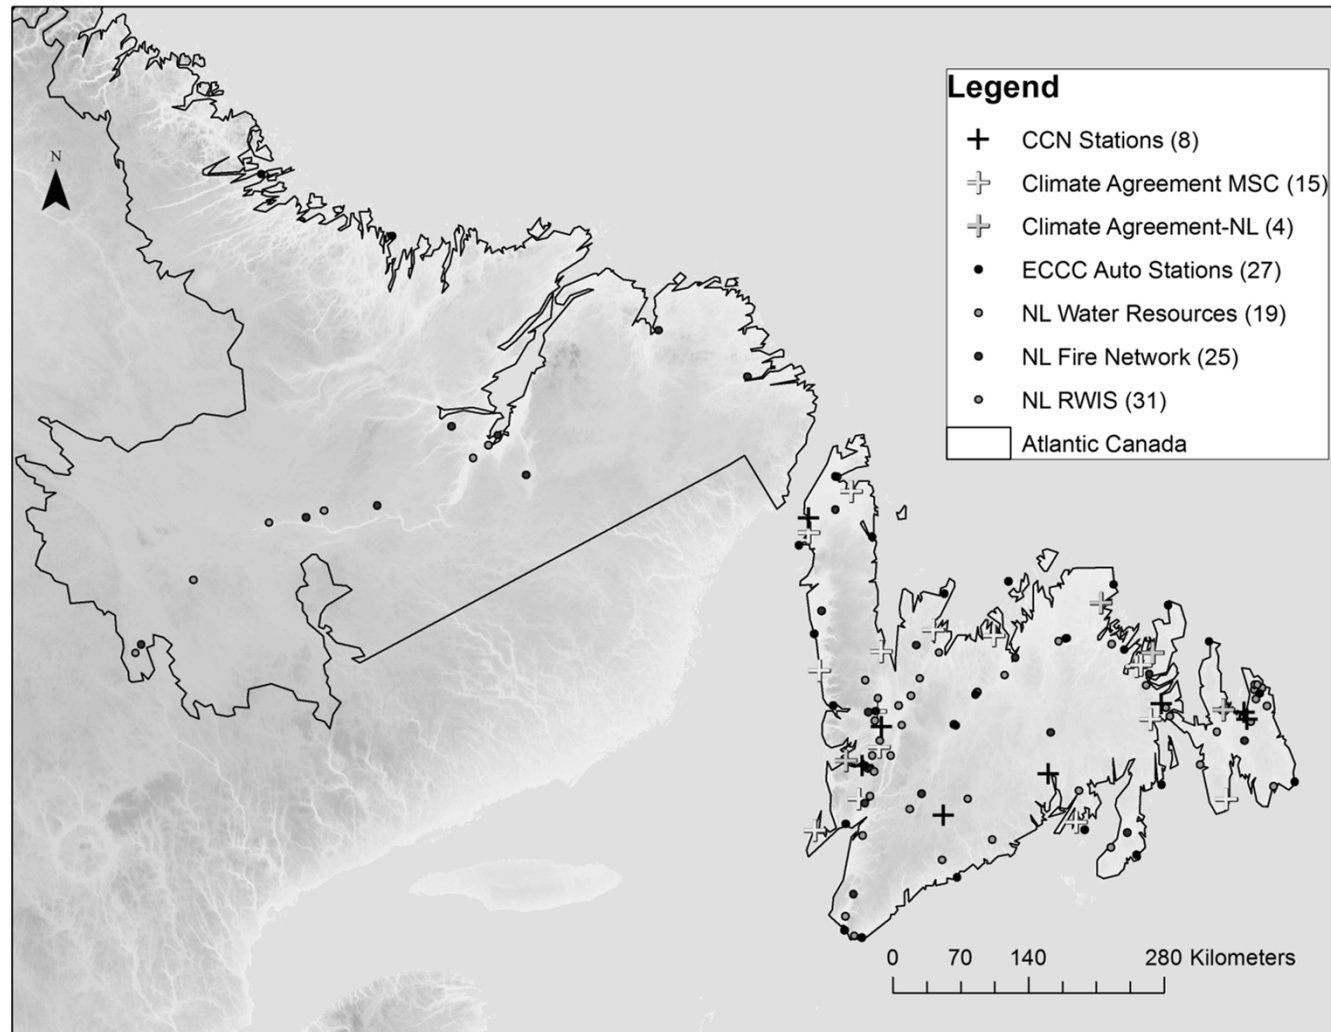 N
Legend
CCN Stations (8)
Climate Agreement MSC (15)
Climate Agreement-NL (4)
ECCC Auto Stations (27)
NL Water Resources (19)
NL Fire Network (25)
NL RWIS (31)
Atlantic Canada
0 70 140 280 Kilometers